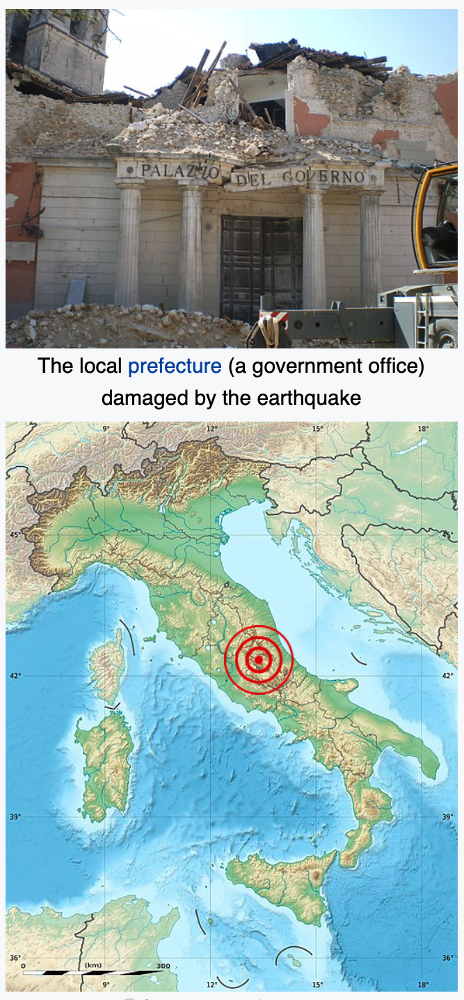 PALAZZO DEL GOVERNO
The local prefecture (a government office)
damaged by the earthquake
9° 12° 15° 18°
45° 45°
42° 42°
39° 39°
36° 36°
0 (km) 300
9° 12° 15° 18°